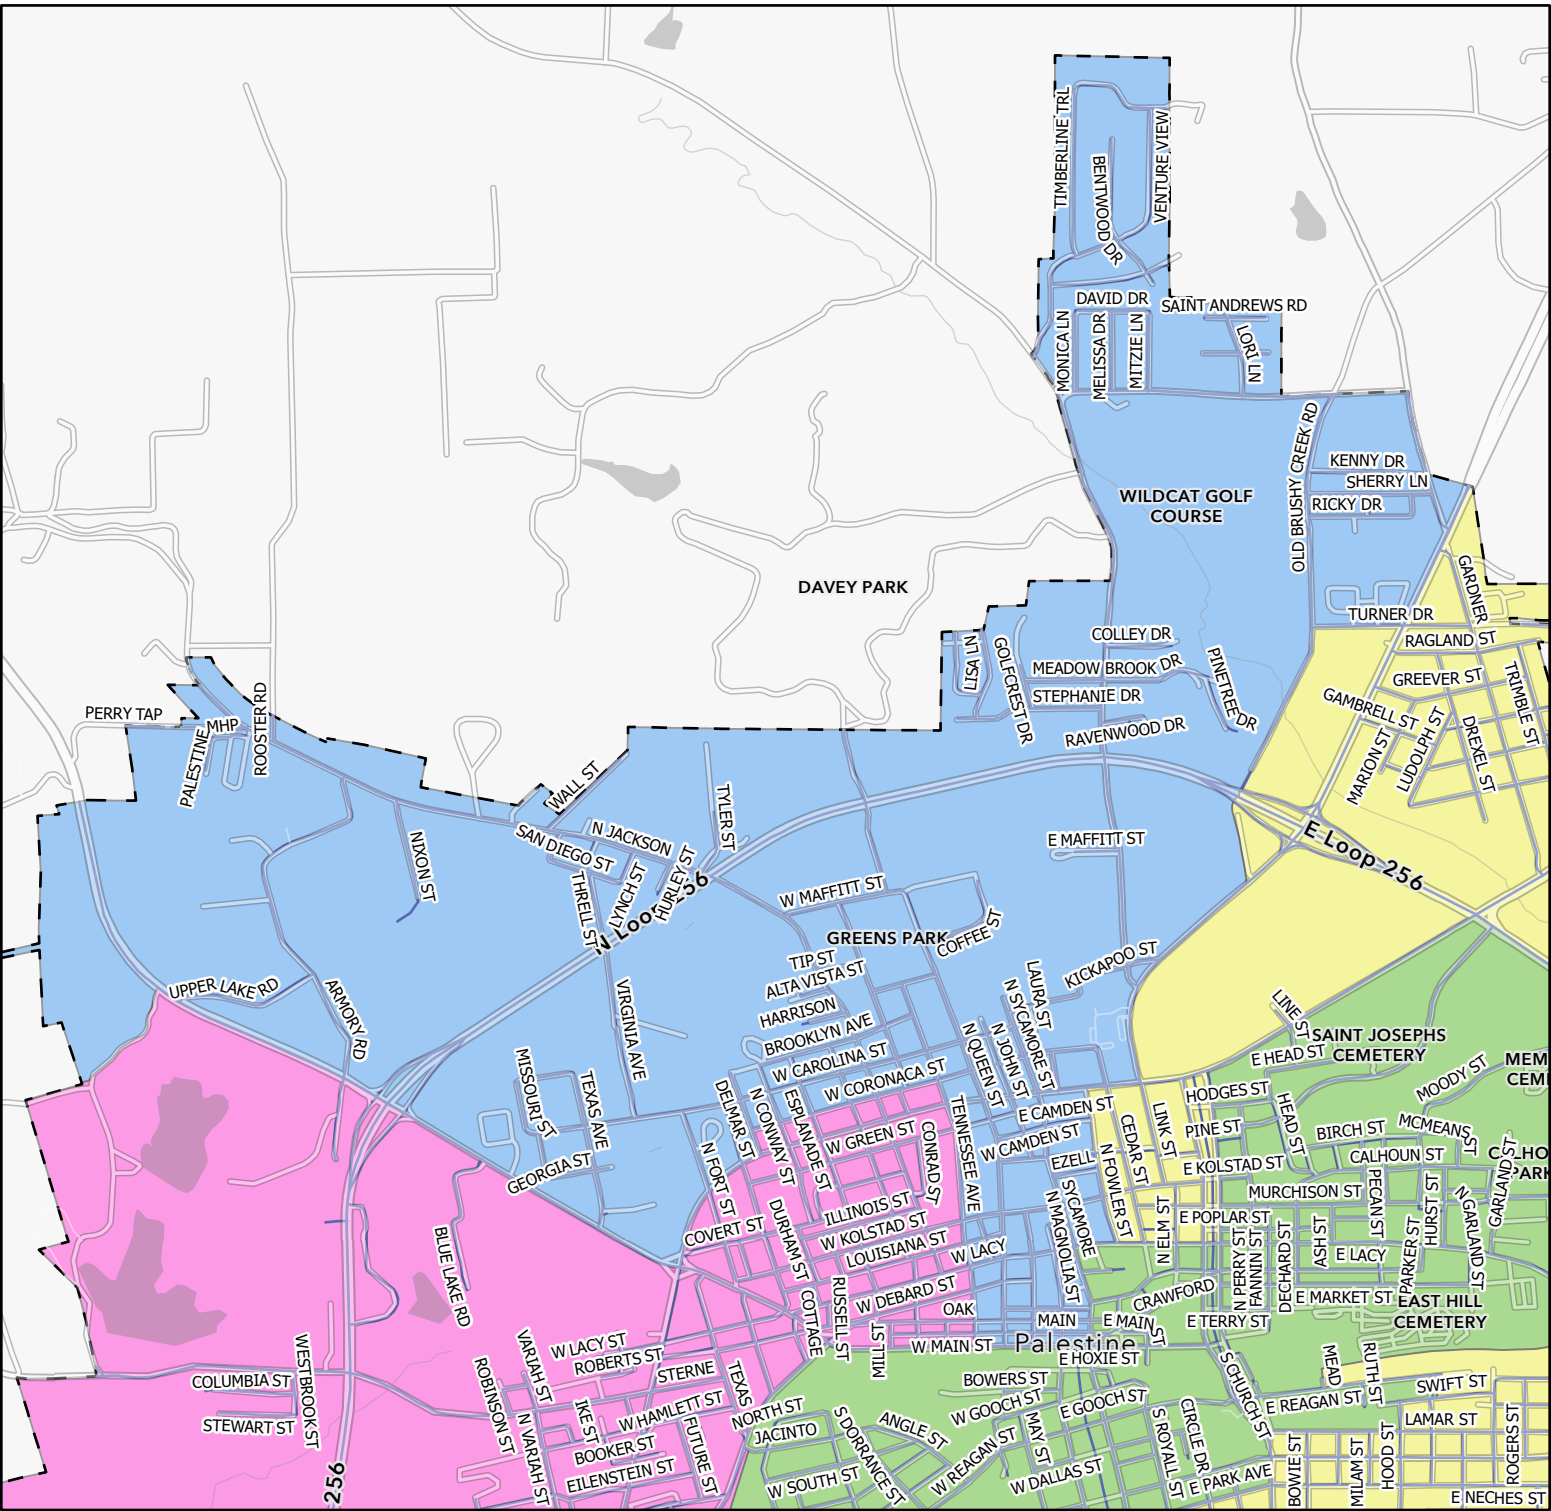 TIMBERLINE TRL
BENTWOOD DR
VENTURE VIEW
DAVID DR
SAINT ANDREWS RD
MONICA LN
MELISSA DR
MITZIE LN
LORI LN
OLD BRUSHY CREEK RD
KENNY DR
SHERRY LN
RICKY DR
WILDCAT GOLF
COURSE
DAVEY PARK
GARDNER
TURNER DR
RAGLAND ST
COLLEY DR
LISA LN
GOLFCREST DR
MEADOW BROOK DR
STEPHANIE DR
PINETREE DR
RAVENWOOD DR
GREEVER ST
TRIMBLE ST
GAMBRELL ST
MARION ST
LUDOLPH ST
DREXEL ST
PERRY TAP
PALESTINE MHP
ROOSTER RD
WALL ST
TYLER ST
N JACKSON
SAN DIEGO ST
NIXON ST
THRELL ST
LYNCH ST
HURLEY ST
N Loop 256
E MAFFITT ST
E Loop 256
W MAFFITT ST
GREENS PARK
COFFEE ST
TIP ST
ALTA VISTA ST
HARRISON
BROOKLYN AVE
W CAROLINA ST
W CORONACA ST
KICKAPOO ST
LAURA ST
N SYCAMORE ST
N JOHN ST
N QUEEN ST
UPPER LAKE RD
ARMORY RD
VIRGINIA AVE
LINE ST
SAINT JOSEPHS
CEMETERY
E HEAD ST
MEM
CEM
MOODY ST
MISSOURI ST
TEXAS AVE
GEORGIA ST
DELMAR ST
N CONWAY ST
ESPLANADE ST
N FORT ST
W GREEN ST
CONRAD ST
TENNESSEE AVE
E CAMDEN ST
W CAMDEN ST
EZELL
CEDAR ST
LINK ST
N FOWLER ST
HODGES ST
PINE ST
HEAD ST
BIRCH ST
MCMEANS ST
CALHOUN ST
CALHO
PARK
E KOLSTAD ST
MURCHISON ST
PECAN ST
HURST ST
N GARLAND ST
GARLAND ST
E POPLAR ST
N ELM ST
SYCAMORE
N MAGNOLIA ST
COVERT ST
DURHAM ST
ILLINOIS ST
W KOLSTAD ST
LOUISIANA ST
W LACY
W DEBARD ST
N PERRY ST
FANNIN ST
DECHARD ST
ASH ST
E LACY
PARKER ST
E MARKET ST
EAST HILL
CEMETERY
BLUE LAKE RD
COTTAGE
RUSSELL ST
MILL ST
OAK
W MAIN ST
MAIN
E MAIN ST
CRAWFORD
E TERRY ST
Palestine
E HOXIE ST
S CHURCH ST
MEAD
RUTH ST
W LACY ST
ROBERTS ST
STERNE
TEXAS
VARIAH ST
ROBINSON ST
N VARIAH ST
IKE ST
W HAMLETT ST
BOOKER ST
EILENSTEIN ST
FUTURE ST
COLUMBIA ST
STEWART ST
WESTBROOK ST
256
NORTH ST
JACINTO
W SOUTH ST
S DORRANCE ST
ANGLE ST
BOWERS ST
W GOOCH ST
E GOOCH ST
W REAGAN ST
MAY ST
W DALLAS ST
S ROYALL ST
CIRCLE DR
E PARK AVE
E REAGAN ST
SWIFT ST
LAMAR ST
BOWIE ST
MILAM ST
HOOD ST
ROGERS ST
E NECHES ST